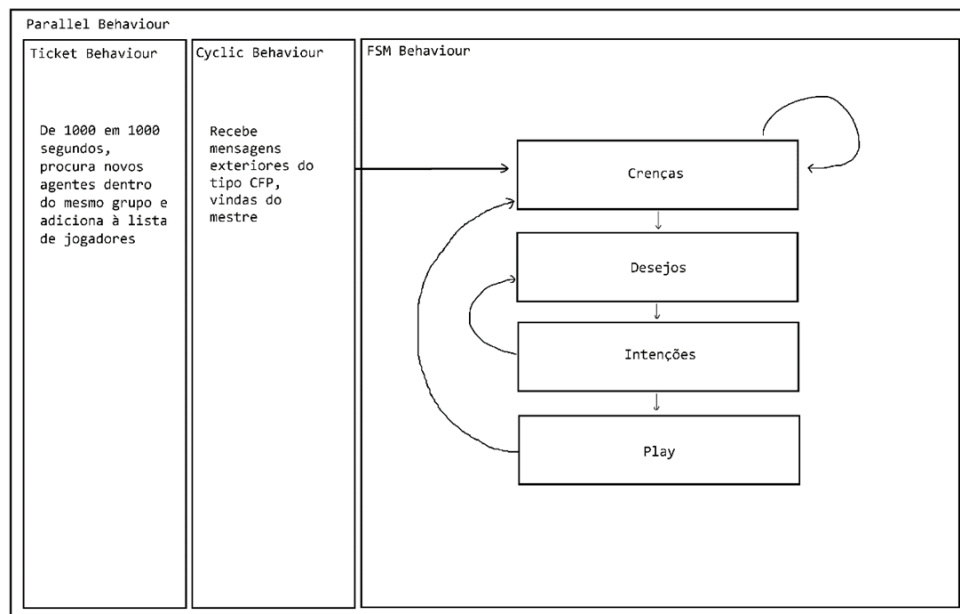 Parallel Behaviour
Ticket Behaviour
De 1000 em 1000
segundos,
procura novos
agentes dentro
do mesmo grupo e
adiciona à lista
de jogadores
Cyclic Behaviour
Recebe
mensagens
exteriores do
tipo CFP,
vindas do
mestre
FSM Behaviour
Crenças
Desejos
Intenções
Play